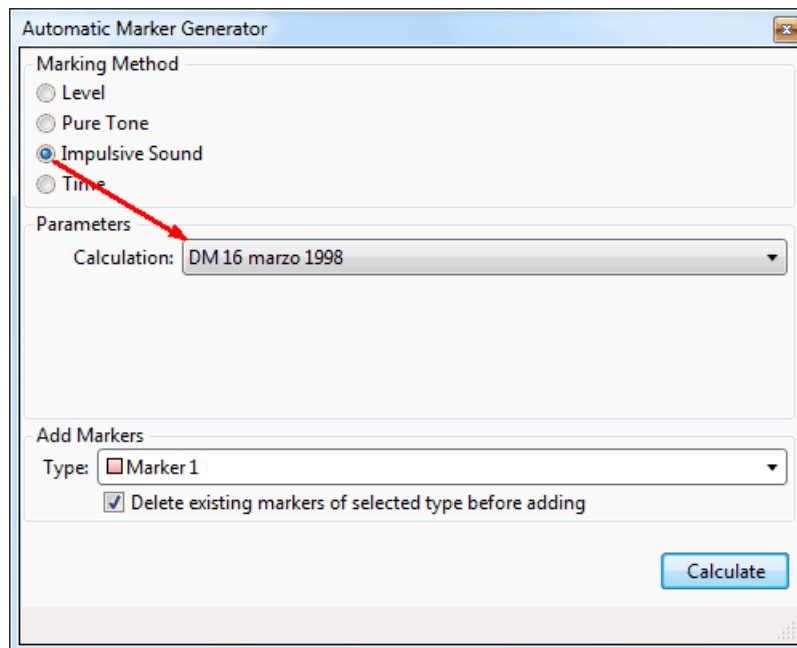 Automatic Marker Generator
Marking Method
Level
Pure Tone
Impulsive Sound
Time
Parameters
Calculation: DM 16 marzo 1998
Add Markers
Type: Marker 1
Delete existing markers of selected type before adding
Calculate